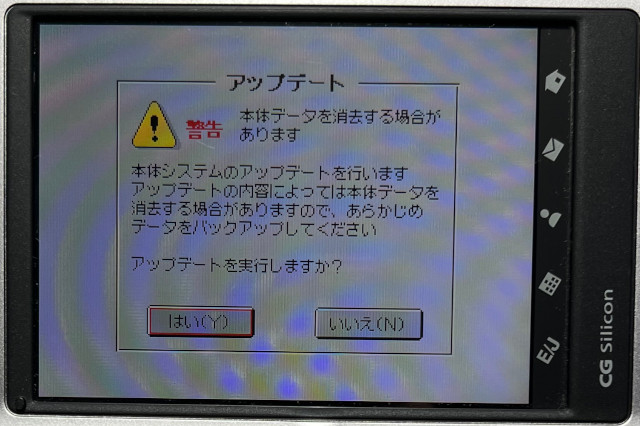 アップデート
警告
本体データを消去する場合が
あります
本体システムのアップデートを行います
アップデートの内容によっては本体データを
消去する場合がありますので、あらかじめ
データをバックアップしてください
アップデートを実行しますか？
はい(Y)
いいえ(N)
E/J
CG Silicon